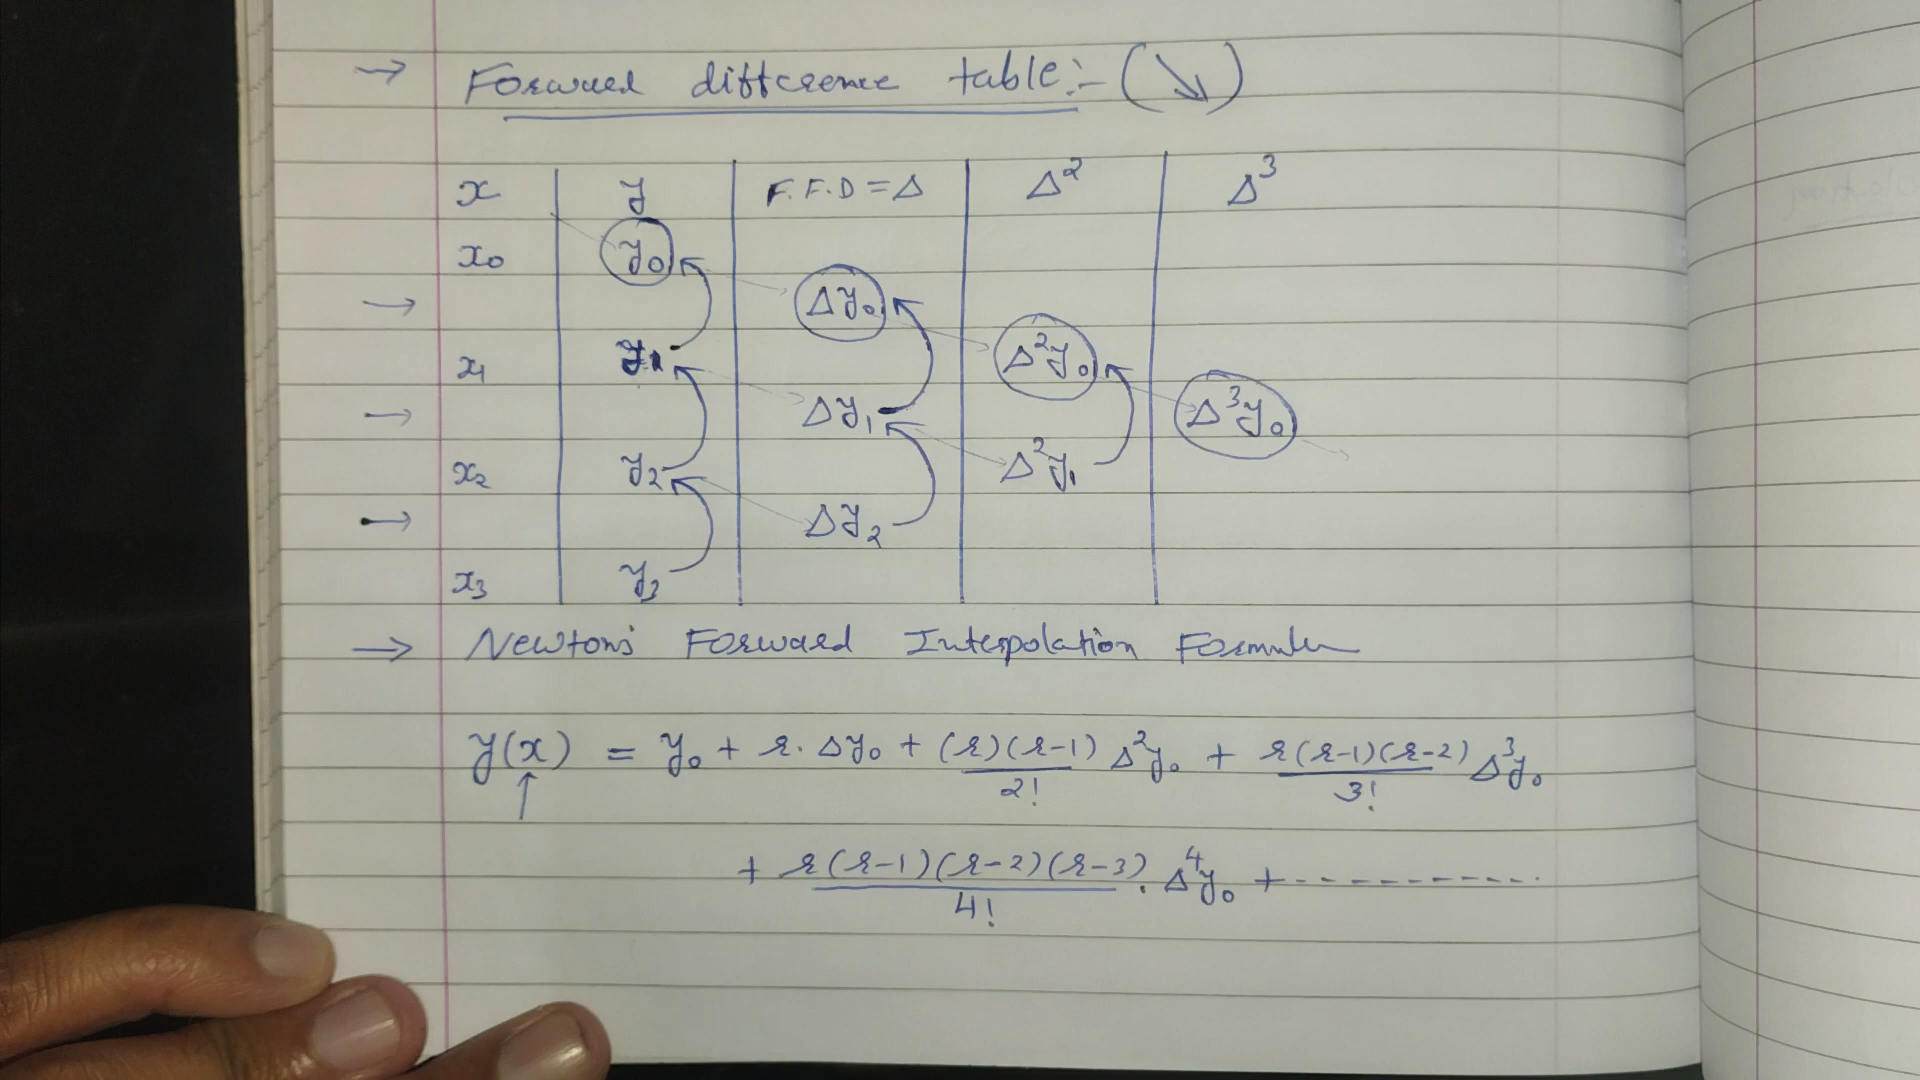 → Forward difference table:- (↘)
x y F.F.D = Δ Δ² Δ³
x₀ y₀
→ Δy₀
x₁ y₁ Δ²y₀
→ Δy₁ Δ³y₀
x₂ y₂ Δ²y₁
→ Δy₂
x₃ y₃
→ Newton's Forward Interpolation Formula
y(x) = y₀ + r. Δy₀ + (r)(r-1)/2! Δ²y₀ + r(r-1)(r-2)/3! Δ³y₀
↑
+ r(r-1)(r-2)(r-3)/4! . Δ⁴y₀ + ----------